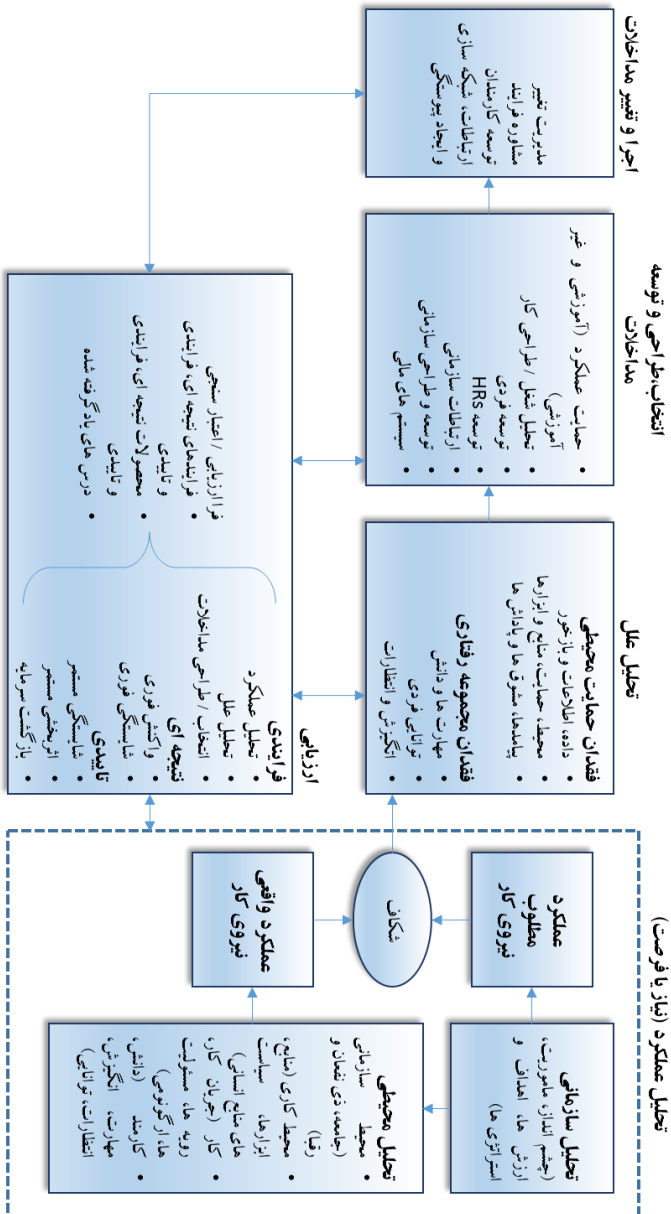 تحلیل عملکرد (نیاز یا فرصت)
تحلیل سازمانی
(چشم انداز، ماموریت،
ارزش ها، اهداف و
استراتژی ها)
تحلیل محیطی
• محیط سازمانی
(جامعه، ذی نفعان و
رقبا)
• محیط کاری (منابع،
ابزارها، سیاست
های منابع انسانی)
• کار (جریان کار،
رویه ها، مسئولیت
ها، ارگونومی)
• کارمند (دانش،
مهارت، انگیزش،
انتظارات، توانایی)
عملکرد
مطلوب
نیروی کار
شکاف
عملکرد واقعی
نیروی کار
تحلیل علل
فقدان حمایت محیطی
• داده، اطلاعات و بازخور
• محیط، حمایت، منابع و ابزارها
• پیامدها، مشوق ها و پاداش ها
فقدان مجموعه رفتاری
• مهارت ها و دانش
• توانایی فردی
• انگیزش و انتظارات
انتخاب،طراحی و توسعه
مداخلات
• حمایت عملکرد (آموزشی و غیر
آموزشی)
• تحلیل شغل / طراحی کار
• توسعه فردی
• توسعه HRs
• ارتباطات سازمانی
• توسعه و طراحی سازمانی
• سیستم های مالی
اجرا و تغییر مداخلات
مدیریت تغییر
مشاوره فرایند
توسعه کارمندان
ارتباطات، شبکه سازی
و ایجاد پیوستگی
ارزیابی
فرایندی
• تحلیل عملکرد
• تحلیل علل
• انتخاب / طراحی مداخلات
نتیجه ای
• واکنش فوری
• شایستگی فوری
تاییدی
• شایستگی مستمر
• اثربخشی مستمر
• بازگشت سرمایه
فرا ارزیابی / اعتبار سنجی
• فرایندهای نتیجه ای، فرایندی
و تاییدی
• محصولات نتیجه ای، فرایندی
و تاییدی
• درس های یاد گرفته شده